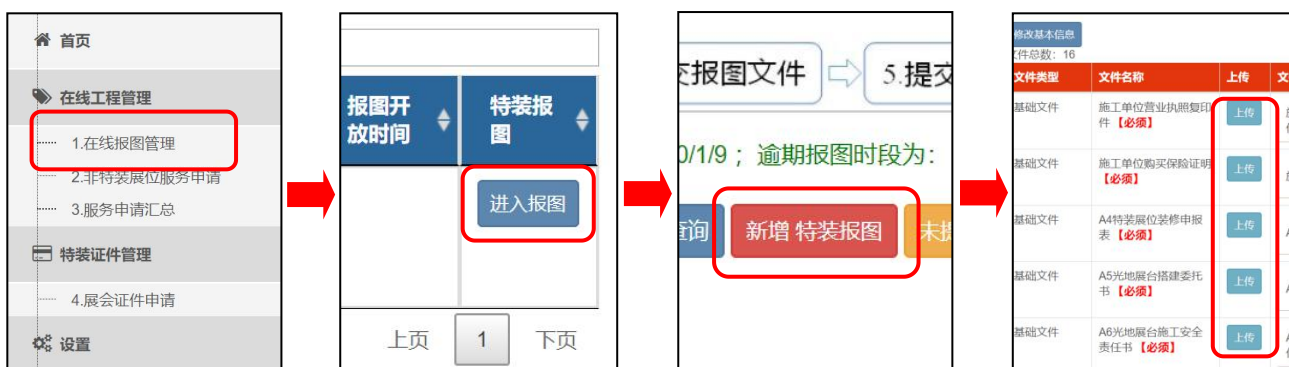 首页
在线工程管理
1.在线报图管理
2.非特装展位服务申请
3.服务申请汇总
特装证件管理
4.展会证件申请
设置
报图开
放时间
特装报
图
进入报图
上页 1 下页
报图文件 5.提交
0/1/9； 逾期报图时段为：
查询 新增 特装报图 未提
修改基本信息
文件总数：16
文件类型 文件名称 上传 文
基础文件 施工单位营业执照复印 上传
件【必须】
基础文件 施工单位购买保险证明 上传
【必须】
基础文件 A4特装展位装修申报 上传
表【必须】
基础文件 A5光地展台搭建委托 上传
书【必须】
基础文件 A6光地展台施工安全 上传
责任书【必须】